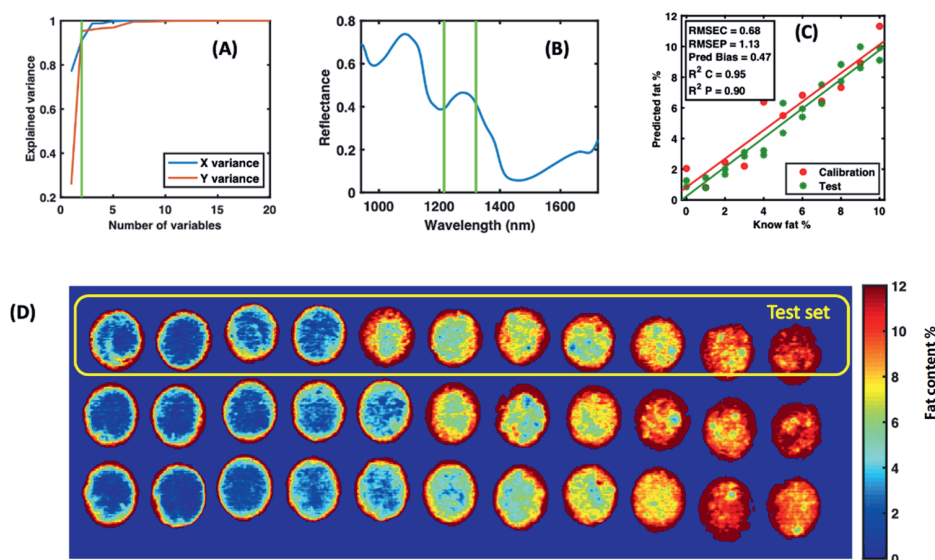 (A)
Explained variance
1
0.8
0.6
0.4
0.2
X variance
Y variance
0
5
10
15
20
Number of variables
(B)
Reflectance
0.8
0.6
0.4
0.2
0
1000
1200
1400
1600
Wavelength (nm)
(C)
Predicted fat %
12
10
8
6
4
2
0
RMSEC = 0.68
RMSEP = 1.13
Pred Bias = 0.47
R² C = 0.95
R² P = 0.90
Calibration
Test
0
2
4
6
8
10
Know fat %
(D)
Test set
12
10
8
6
4
2
0
Fat content %